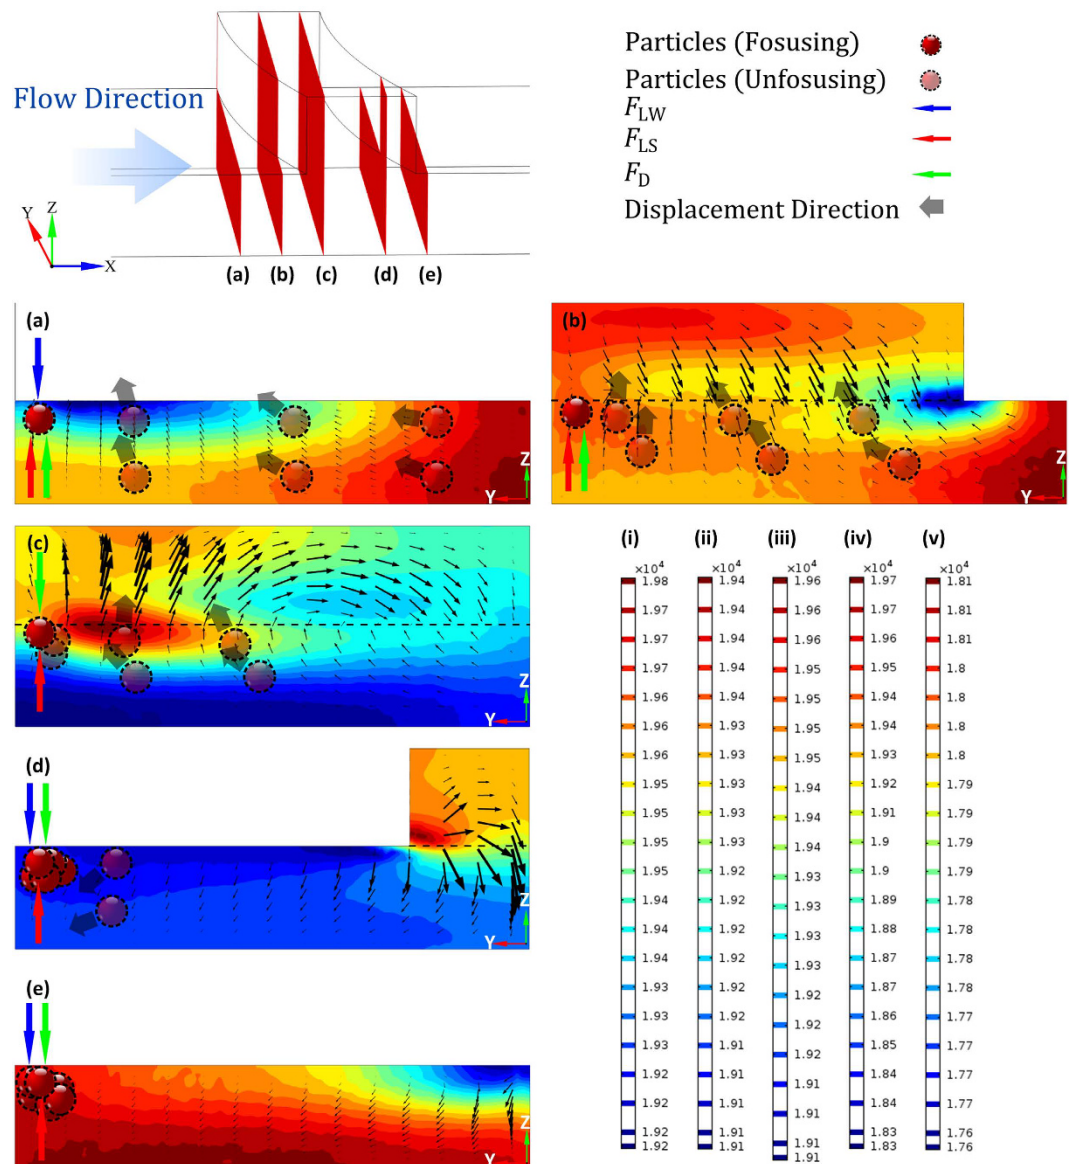 Particles (Fosusing)
Particles (Unfosusing)
F_LW
F_LS
F_D
Displacement Direction
Flow Direction
Y Z X
(a) (b) (c) (d) (e)
(a)
Z
Y
(b)
Z
Y
(c)
Z
Y
(d)
Z
Y
(e)
Z
Y
(i) (ii) (iii) (iv) (v)
×10⁴ ×10⁴ ×10⁴ ×10⁴ ×10⁴
1.98 1.94 1.96 1.97 1.81
1.97 1.94 1.96 1.97 1.81
1.97 1.94 1.96 1.96 1.81
1.97 1.94 1.95 1.95 1.8
1.96 1.94 1.95 1.94 1.8
1.96 1.93 1.95 1.94 1.8
1.96 1.93 1.95 1.93 1.8
1.95 1.93 1.94 1.92 1.79
1.95 1.93 1.94 1.91 1.79
1.95 1.93 1.94 1.9 1.79
1.95 1.92 1.93 1.9 1.79
1.94 1.92 1.93 1.89 1.78
1.94 1.92 1.93 1.88 1.78
1.94 1.92 1.93 1.87 1.78
1.93 1.92 1.92 1.87 1.78
1.93 1.92 1.92 1.86 1.77
1.93 1.91 1.92 1.85 1.77
1.92 1.91 1.91 1.84 1.77
1.92 1.91 1.91 1.84 1.77
1.92 1.91 1.91 1.83 1.76
1.92 1.91 1.91 1.83 1.76